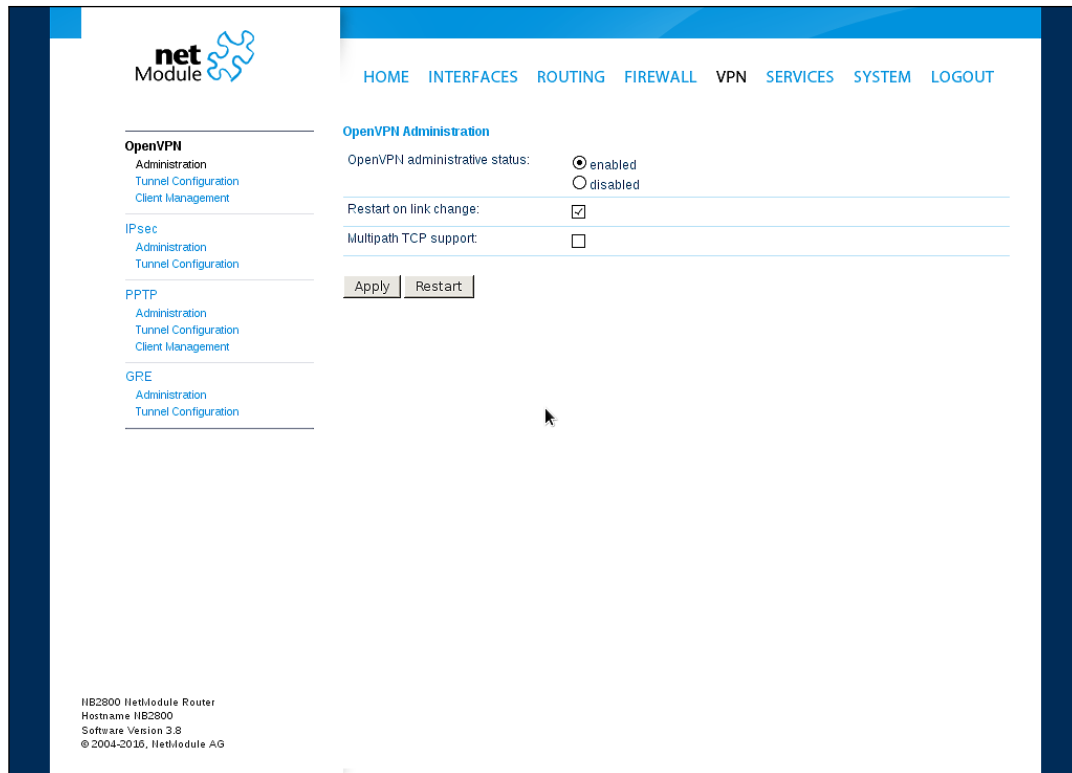 net
Module
HOME INTERFACES ROUTING FIREWALL VPN SERVICES SYSTEM LOGOUT
OpenVPN
Administration
Tunnel Configuration
Client Management
IPsec
Administration
Tunnel Configuration
PPTP
Administration
Tunnel Configuration
Client Management
GRE
Administration
Tunnel Configuration
OpenVPN Administration
OpenVPN administrative status:
enabled
disabled
Restart on link change:
Multipath TCP support:
Apply Restart
NB2800 NetModule Router
Hostname NB2800
Software Version 3.8
© 2004-2016, NetModule AG